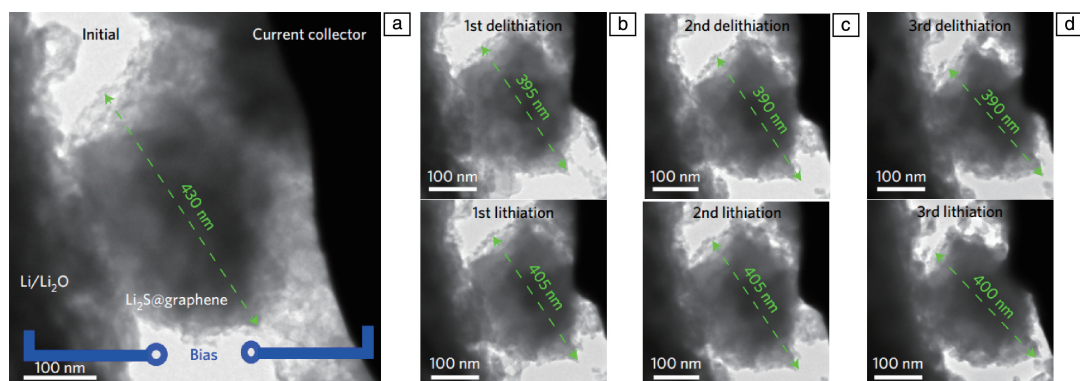 Initial
Current collector
a
430 nm
Li/Li₂O
Li₂S@graphene
Bias
100 nm
1st delithiation
b
395 nm
100 nm
1st lithiation
405 nm
100 nm
2nd delithiation
c
390 nm
100 nm
2nd lithiation
405 nm
100 nm
3rd delithiation
d
390 nm
100 nm
3rd lithiation
400 nm
100 nm